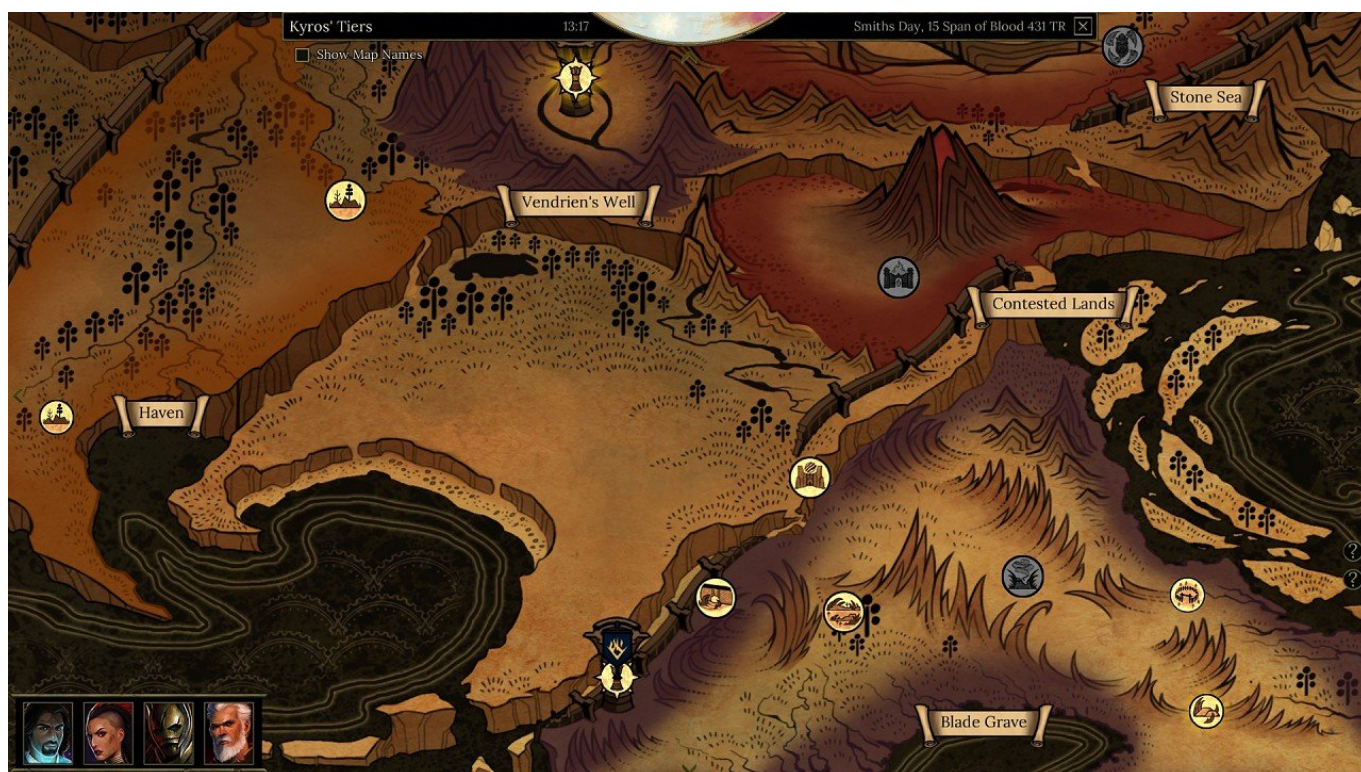 Kyros' Tiers
13:17
Smiths Day, 15 Span of Blood 431 TR
Show Map Names
Stone Sea
Vendrien's Well
Contested Lands
Haven
?
?
Blade Grave